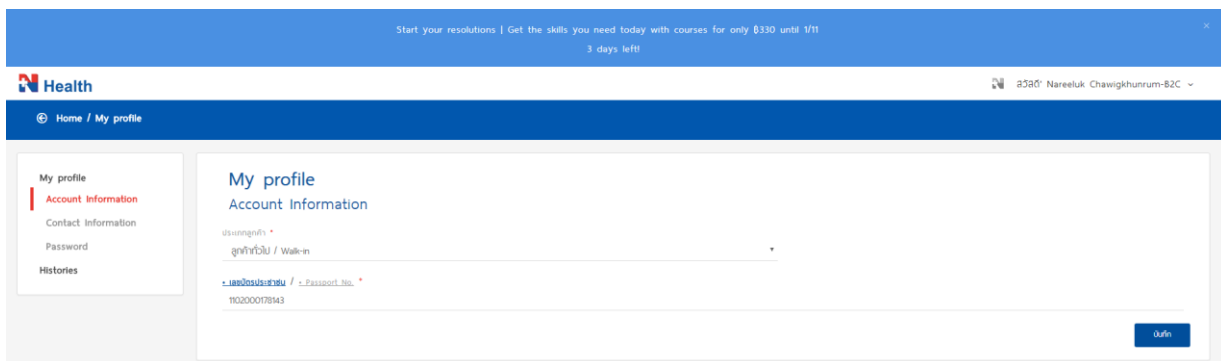 Start your resolutions | Get the skills you need today with courses for only ฿330 until 1/11
×
3 days left!
N Health
N สวัสดี' Nareeluk Chawigkhunrum-B2C
Home / My profile
My profile
Account Information
Contact Information
Password
Histories
My profile
Account Information
ประเภทลูกค้า *
ลูกค้าทั่วไป / Walk-in
• เลขบัตรประชาชน / • Passport No. *
1102000178143
บันทึก